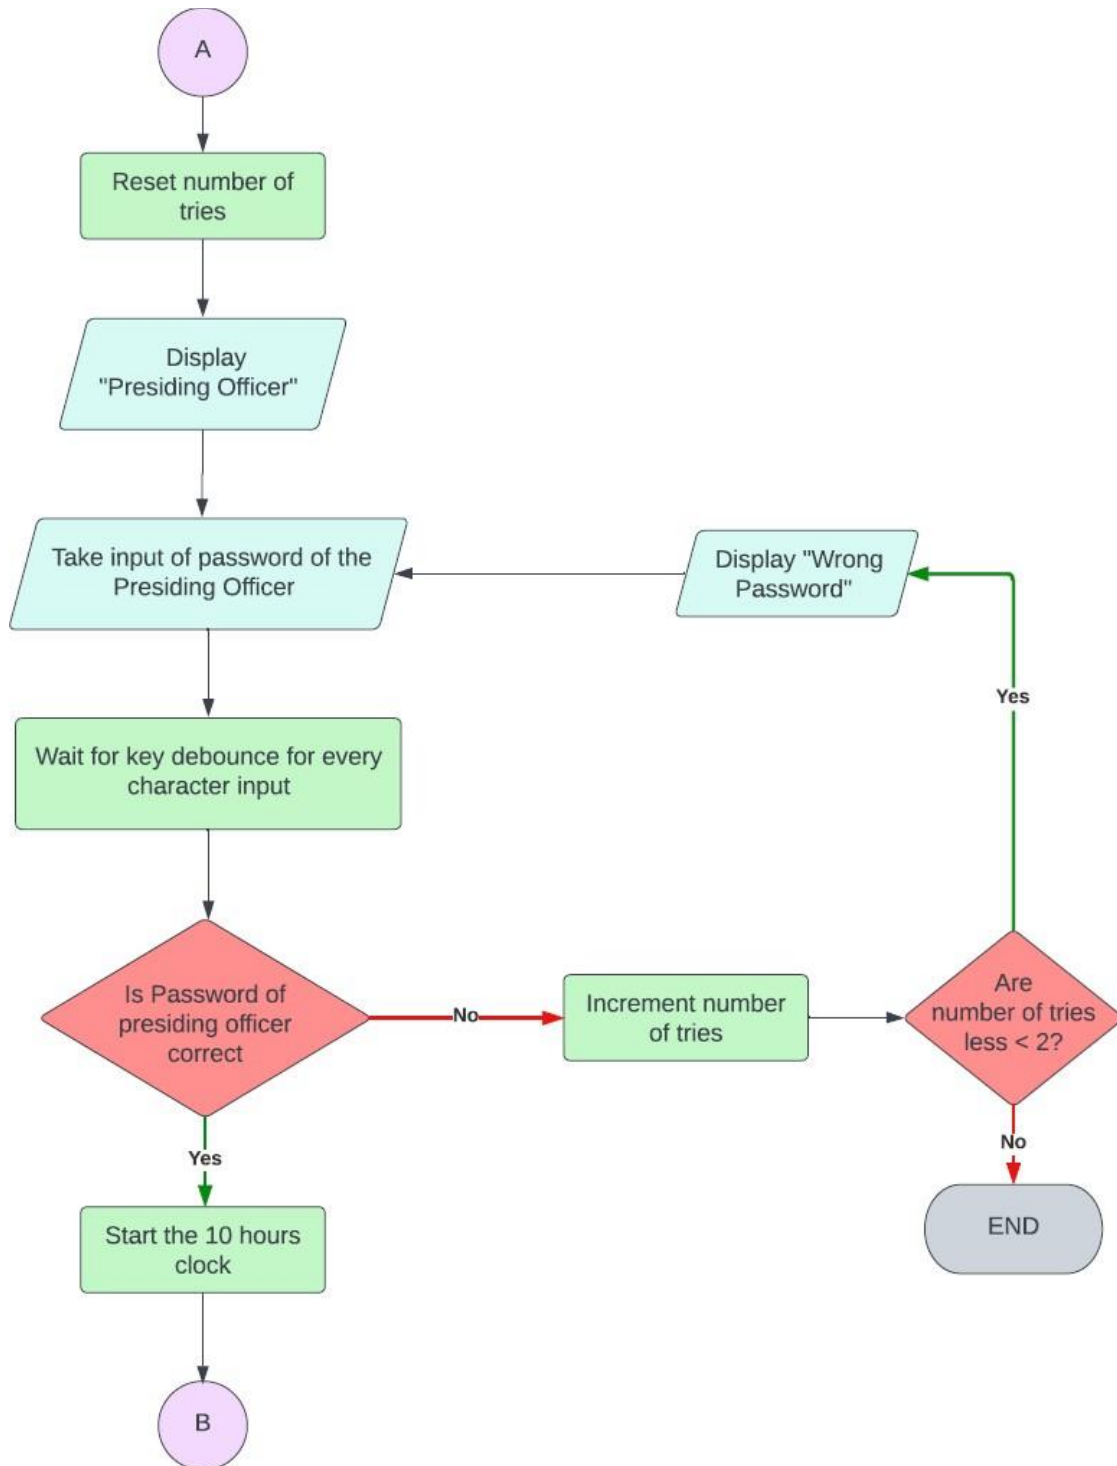 A
Reset number of
tries
Display
"Presiding Officer"
Take input of password of the
Presiding Officer
Display "Wrong
Password"
Yes
Wait for key debounce for every
character input
Is Password of
presiding officer
correct
No
Increment number
of tries
Are
number of tries
less < 2?
Yes
No
Start the 10 hours
clock
END
B